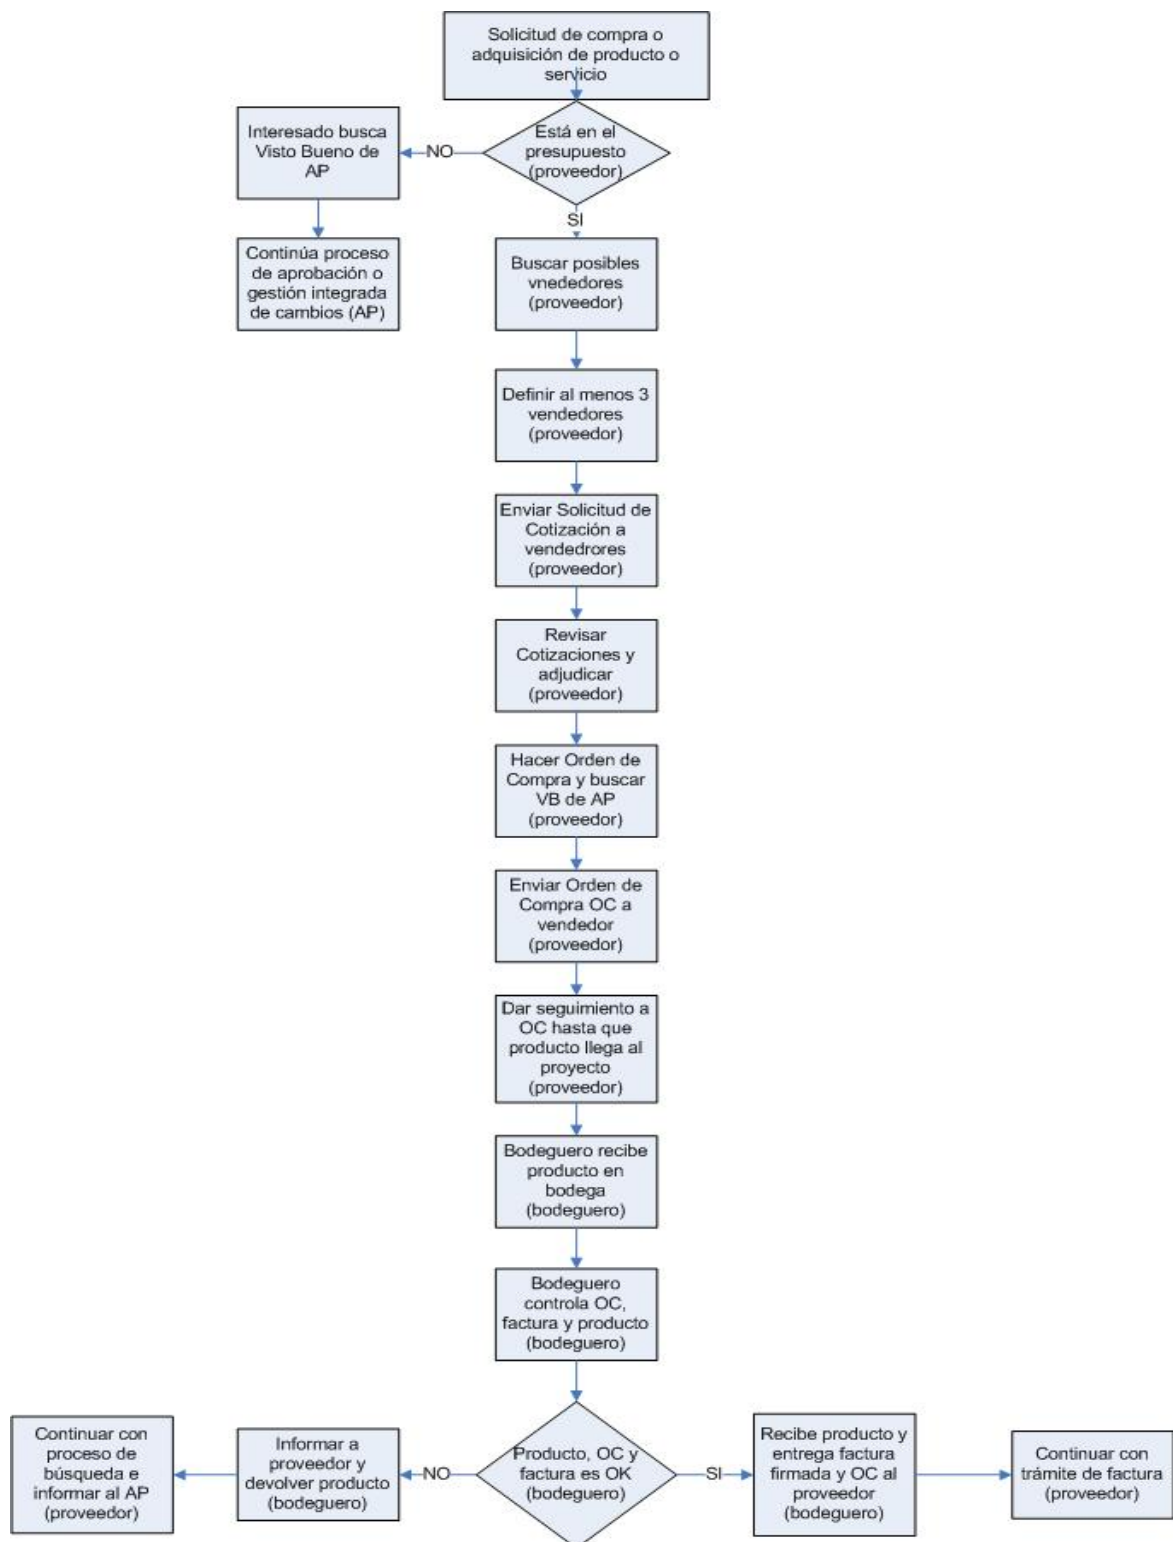 Solicitud de compra o
adquisición de producto o
servicio
Está en el
presupuesto
(proveedor)
NO
Interesado busca
Visto Bueno de
AP
Continúa proceso
de aprobación o
gestión integrada
de cambios (AP)
SI
Buscar posibles
vnededores
(proveedor)
Definir al menos 3
vendedores
(proveedor)
Enviar Solicitud de
Cotización a
vendedrores
(proveedor)
Revisar
Cotizaciones y
adjudicar
(proveedor)
Hacer Orden de
Compra y buscar
VB de AP
(proveedor)
Enviar Orden de
Compra OC a
vendedor
(proveedor)
Dar seguimiento a
OC hasta que
producto llega al
proyecto
(proveedor)
Bodeguero recibe
producto en
bodega
(bodeguero)
Bodeguero
controla OC,
factura y producto
(bodeguero)
Producto, OC y
factura es OK
(bodeguero)
NO
Informar a
proveedor y
devolver producto
(bodeguero)
Continuar con
proceso de
búsqueda e
informar al AP
(proveedor)
SI
Recibe producto y
entrega factura
firmada y OC al
proveedor
(bodeguero)
Continuar con
trámite de factura
(proveedor)